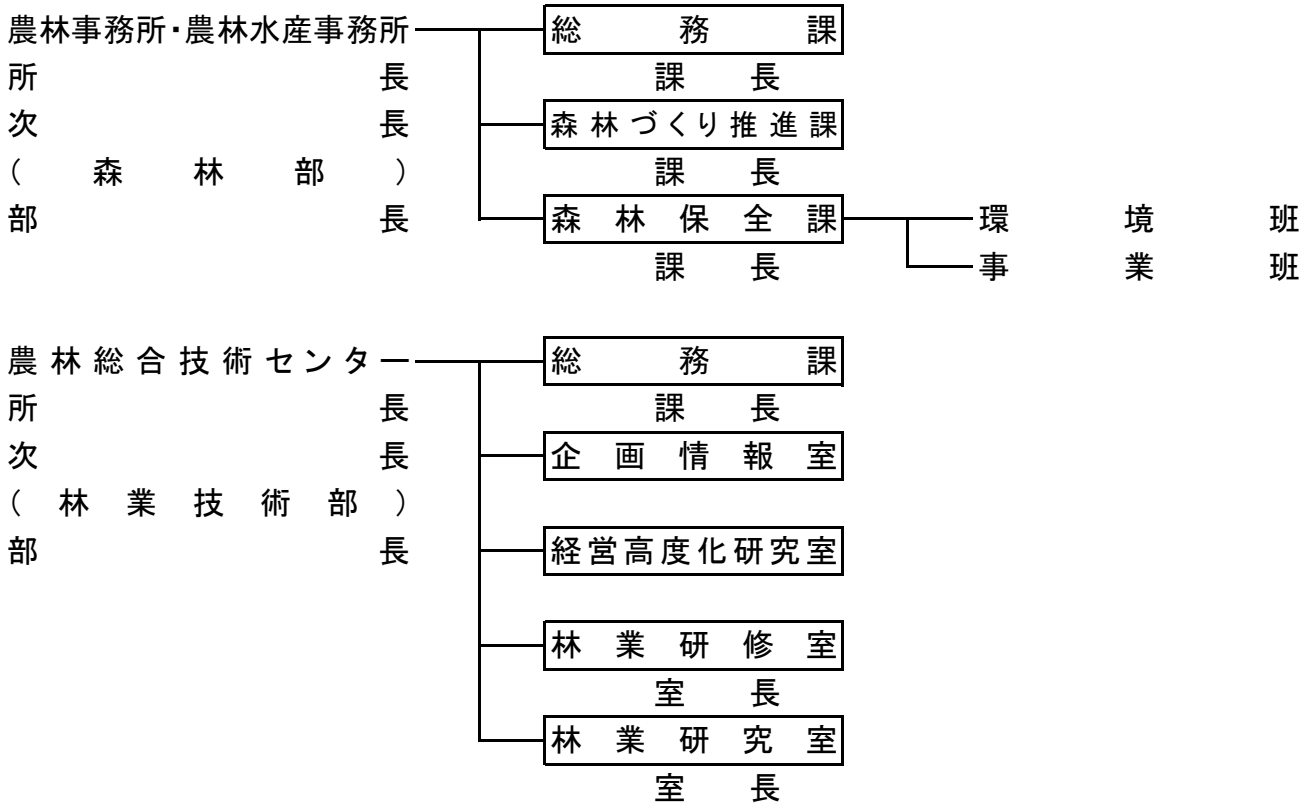 農林事務所・農林水産事務所 総務課
所長 課長
次長 森林づくり推進課
(森林部) 課長
部長 森林保全課 環境班
課長 事業班
農林総合技術センター 総務課
所長 課長
次長 企画情報室
(林業技術部)
部長 経営高度化研究室
林業研修室
室長
林業研究室
室長